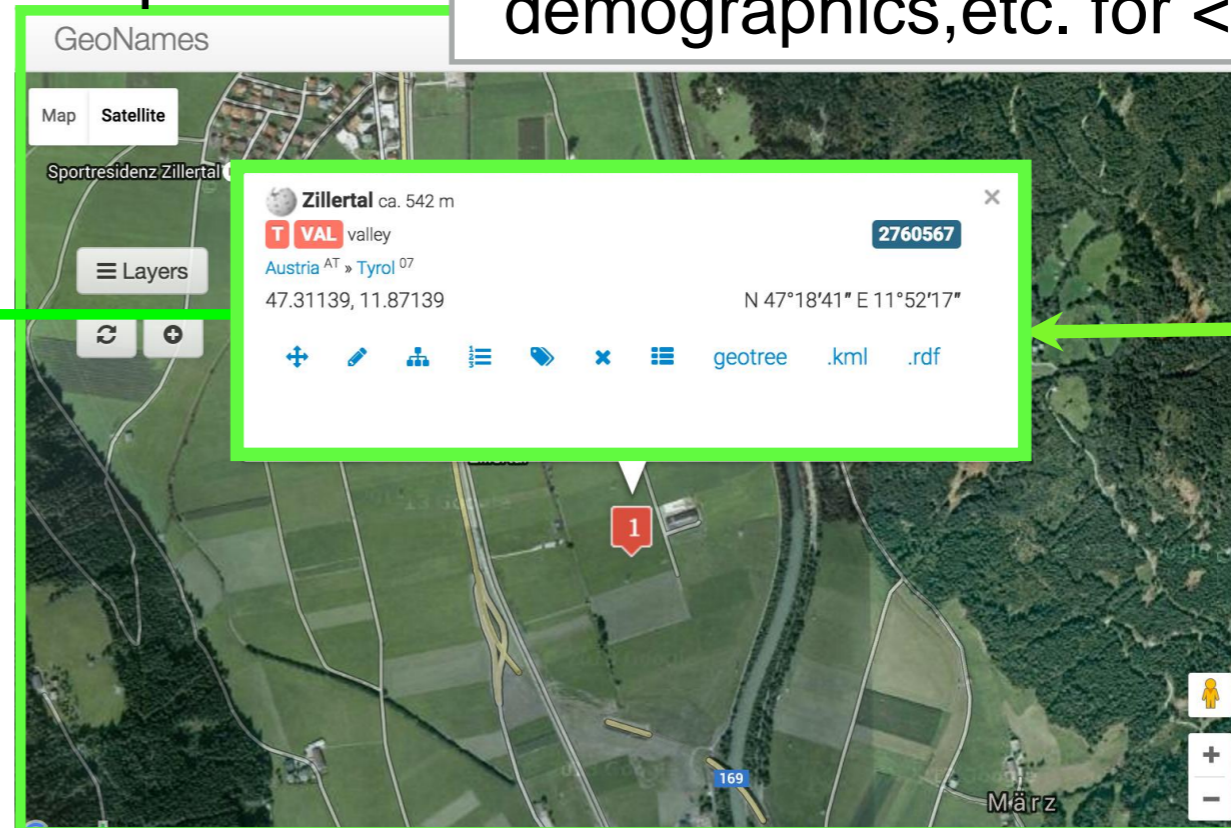 demographics,etc. for <
GeoNames
Map Satellite
Sportresidenz Zillertal
Zillertal ca. 542 m
T VAL valley 2760567
Austria AT » Tyrol 07
47.31139, 11.87139 N 47°18'41" E 11°52'17"
Layers
geotree .kml .rdf
1
169
März